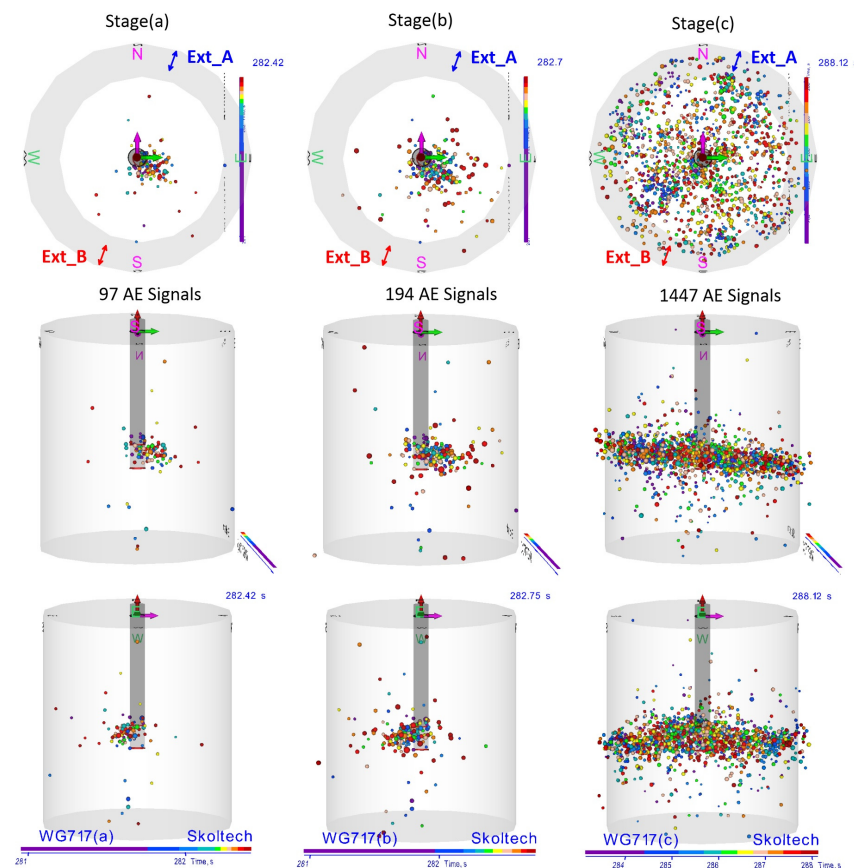 Stage(a) Stage(b) Stage(c)
282.42 282.7 288.12
N Ext_A N Ext_A N Ext_A
W E W E W E
Ext_B S Ext_B S Ext_B S
97 AE Signals 194 AE Signals 1447 AE Signals
S S S
N N
282.42 s 282.75 s 288.12 s
W W W
WG717(a) Skoltech WG717(b) Skoltech WG717(c) Skoltech
281 282 Time, s 281 282 Time, s 284 285 286 287 Time, s 288